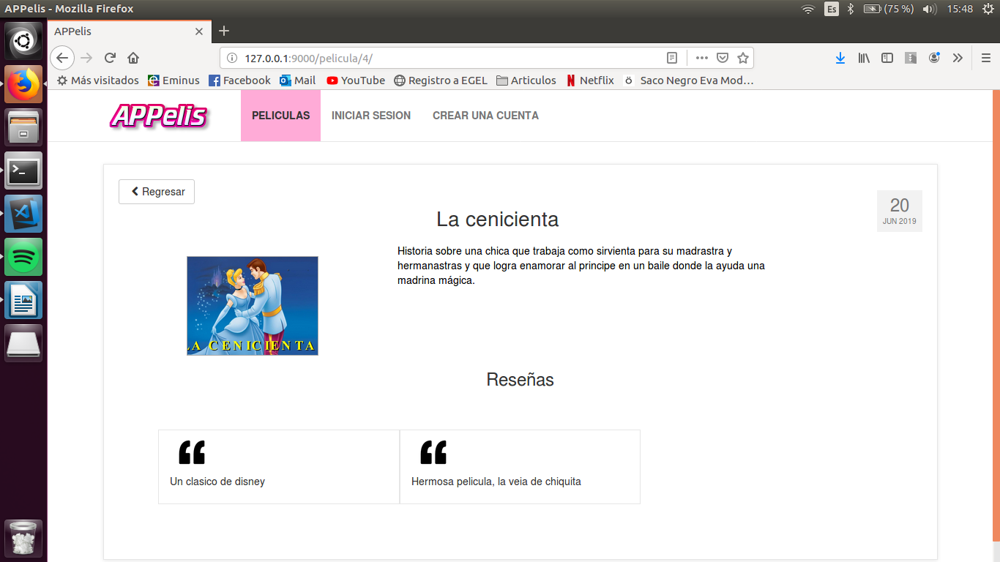 APPelis - Mozilla Firefox
Es
(75 %)
15:48
APPelis
127.0.0.1:9000/pelicula/4/
Más visitados
Eminus
Facebook
Mail
YouTube
Registro a EGEL
Articulos
Netflix
Saco Negro Eva Mod…
APPelis
PELICULAS
INICIAR SESION
CREAR UNA CUENTA
Regresar
20
JUN 2019
La cenicienta
Historia sobre una chica que trabaja como sirvienta para su madrastra y
hermanastras y que logra enamorar al principe en un baile donde la ayuda una
madrina mágica.
LA CENICIENTA
Reseñas
Un clasico de disney
Hermosa pelicula, la veia de chiquita